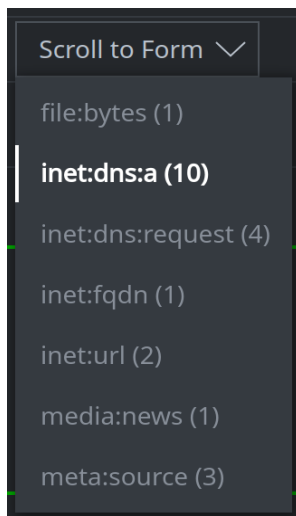 Scroll to Form
file:bytes (1)
inet:dns:a (10)
inet:dns:request (4)
inet:fqdn (1)
inet:url (2)
media:news (1)
meta:source (3)